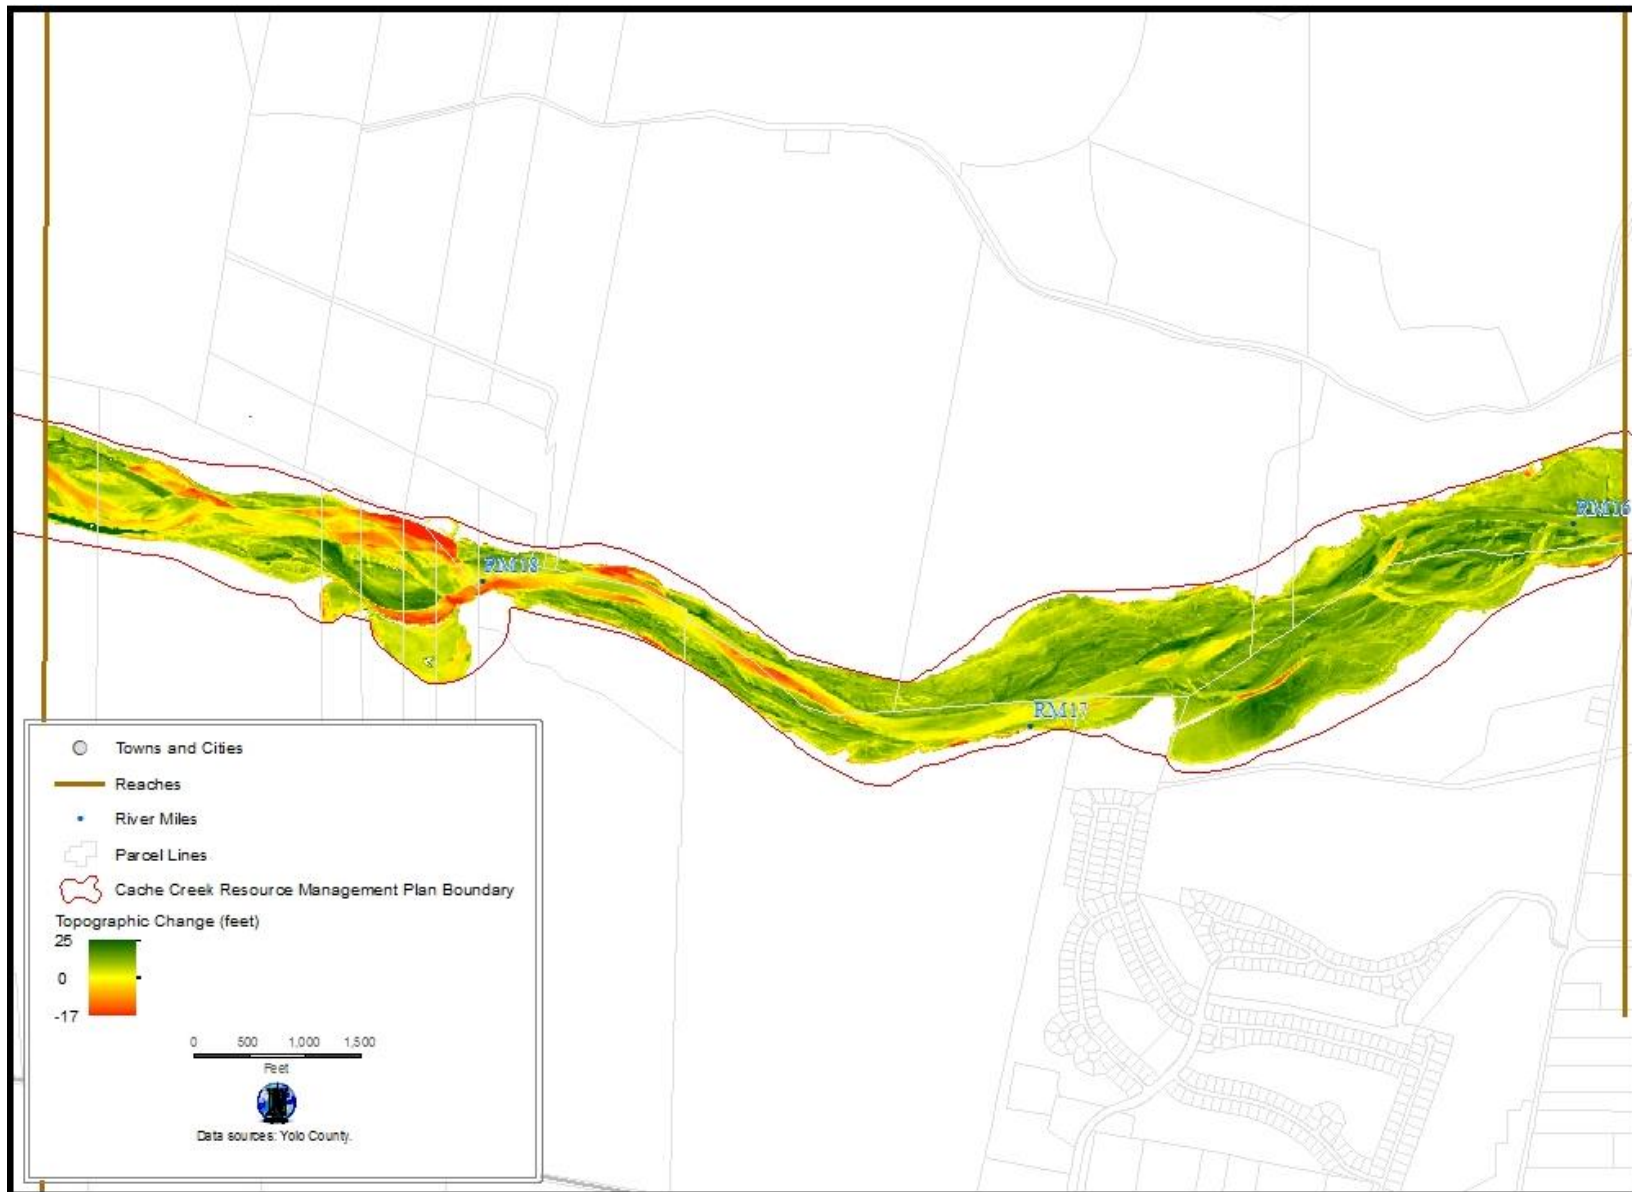 RM16
RM18
RM17
Towns and Cities
Reaches
River Miles
Parcel Lines
Cache Creek Resource Management Plan Boundary
Topographic Change (feet)
25
0
-17
0 500 1,000 1,500
Feet
Data sources: Yolo County.